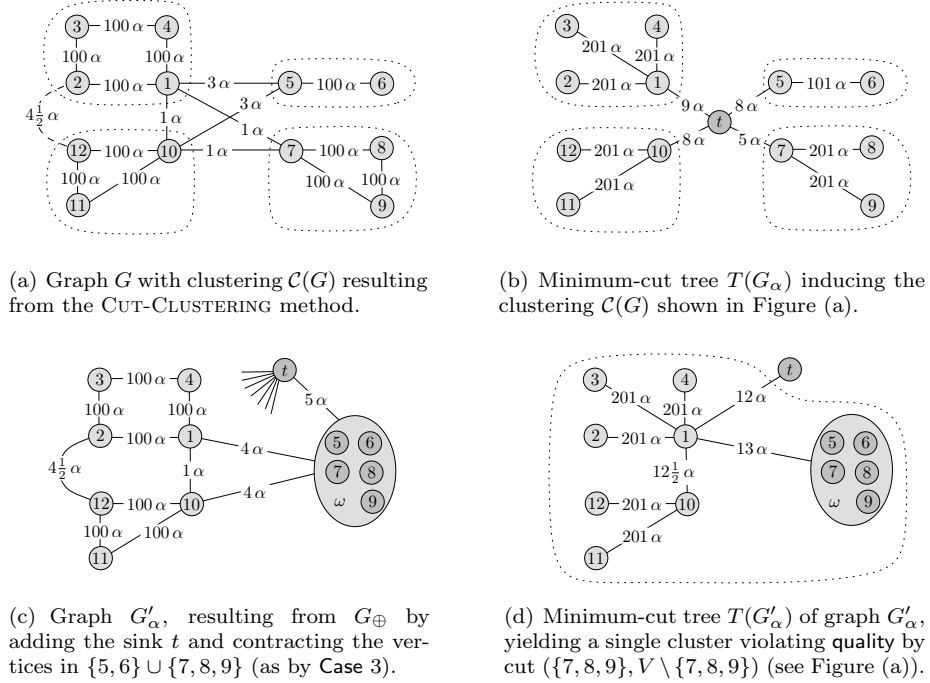 3 100 α 4
100 α 100 α
2 100 α 1 3 α 5 100 α 6
4½ α 1 α 3 α 1 α
12 100 α 10 1 α 7 100 α 8
100 α 100 α 100 α 100 α
11 9
(a) Graph G with clustering C(G) resulting
from the CUT-CLUSTERING method.
3 4
201 α 201 α
2 201 α 1 5 101 α 6
9 α t 8 α
12 201 α 10 8 α 5 α 7 201 α 8
201 α 201 α
11 9
(b) Minimum-cut tree T(Gα) inducing the
clustering C(G) shown in Figure (a).
t
3 100 α 4
100 α 100 α 5 α
2 100 α 1 4 α 5 6
4½ α 1 α 7 8
12 100 α 10 4 α ω 9
100 α 100 α
11
(c) Graph G′α, resulting from G⊕ by
adding the sink t and contracting the ver-
tices in {5, 6} ∪ {7, 8, 9} (as by Case 3).
t
3 4
201 α 201 α 12 α
2 201 α 1 13 α 5 6
12½ α 7 8
12 201 α 10 ω 9
201 α
11
(d) Minimum-cut tree T(G′α) of graph G′α,
yielding a single cluster violating quality by
cut ({7, 8, 9}, V \ {7, 8, 9}) (see Figure (a)).